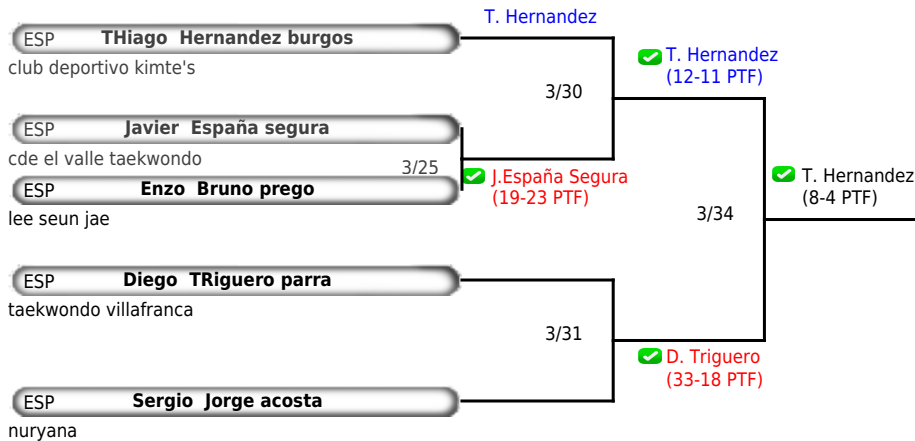 T. Hernandez
ESP THiago Hernandez burgos
club deportivo kimte's
T. Hernandez
(12-11 PTF)
3/30
ESP Javier España segura
cde el valle taekwondo
3/25
ESP Enzo Bruno prego
lee seun jae
J.España Segura
(19-23 PTF)
T. Hernandez
(8-4 PTF)
3/34
ESP Diego TRiguero parra
taekwondo villafranca
3/31
D. Triguero
(33-18 PTF)
ESP Sergio Jorge acosta
nuryana